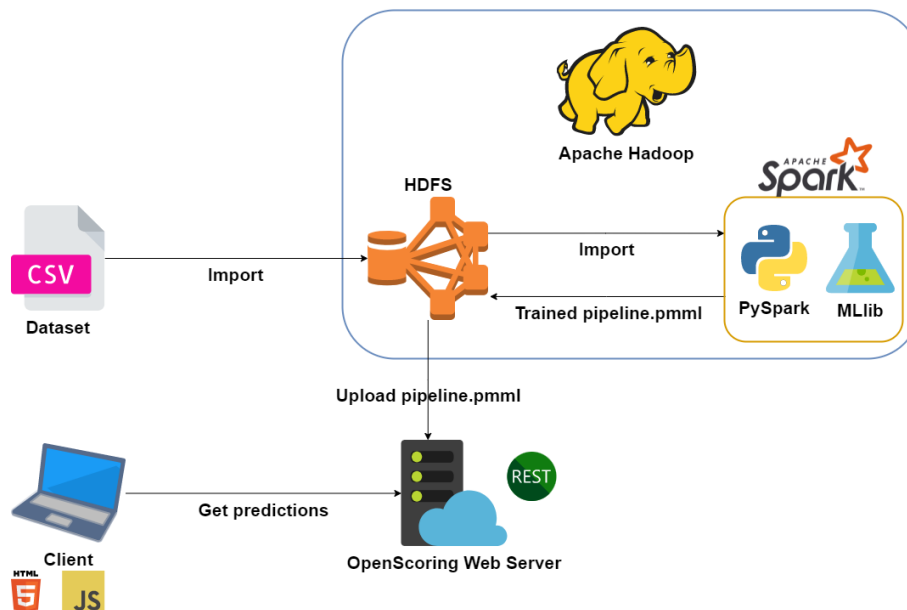 Apache Hadoop
APACHE
Spark
TM
HDFS
CSV
Import
Import
Dataset
Trained pipeline.pmml
PySpark
MLlib
Upload pipeline.pmml
REST
Get predictions
Client
OpenScoring Web Server
HTML
5
JS